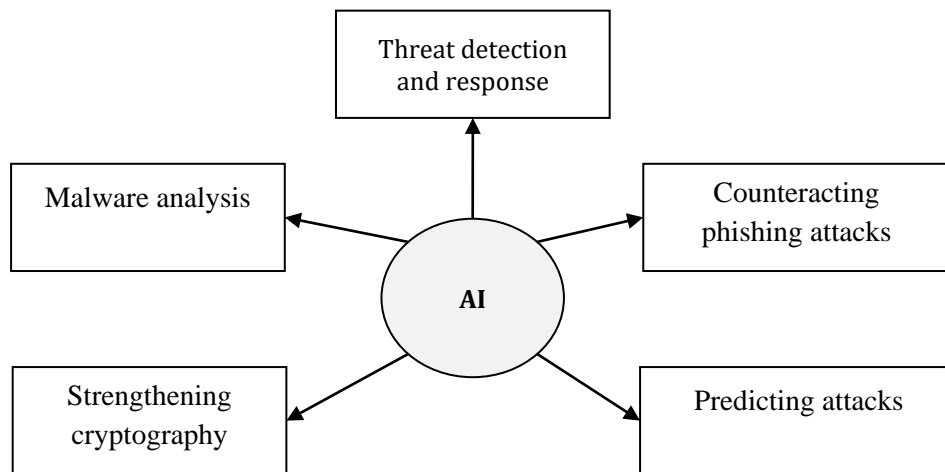 Threat detection
and response
Malware analysis
Counteracting
phishing attacks
AI
Strengthening
cryptography
Predicting attacks